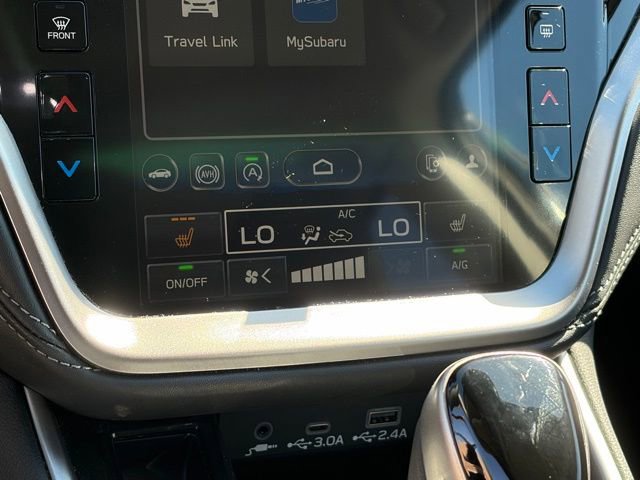 FRONT
Travel Link
MySubaru
AVH
A
A/C
LO
LO
ON/OFF
A/G
3.0A
2.4A